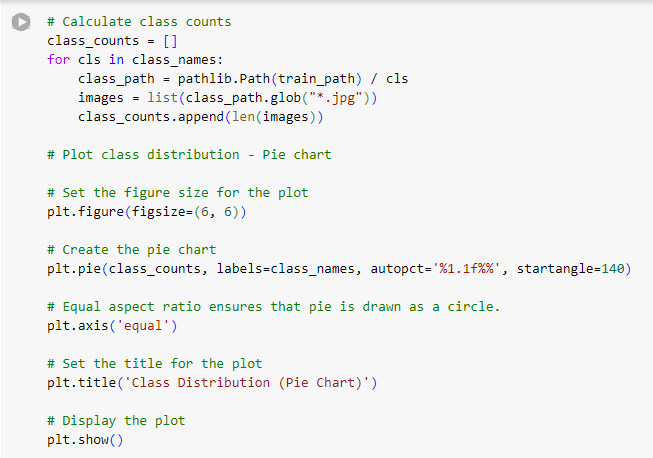 # Calculate class counts
class_counts = []
for cls in class_names:
    class_path = pathlib.Path(train_path) / cls
    images = list(class_path.glob("*.jpg"))
    class_counts.append(len(images))

# Plot class distribution - Pie chart

# Set the figure size for the plot
plt.figure(figsize=(6, 6))

# Create the pie chart
plt.pie(class_counts, labels=class_names, autopct='%1.1f%%', startangle=140)

# Equal aspect ratio ensures that pie is drawn as a circle.
plt.axis('equal')

# Set the title for the plot
plt.title('Class Distribution (Pie Chart)')

# Display the plot
plt.show()